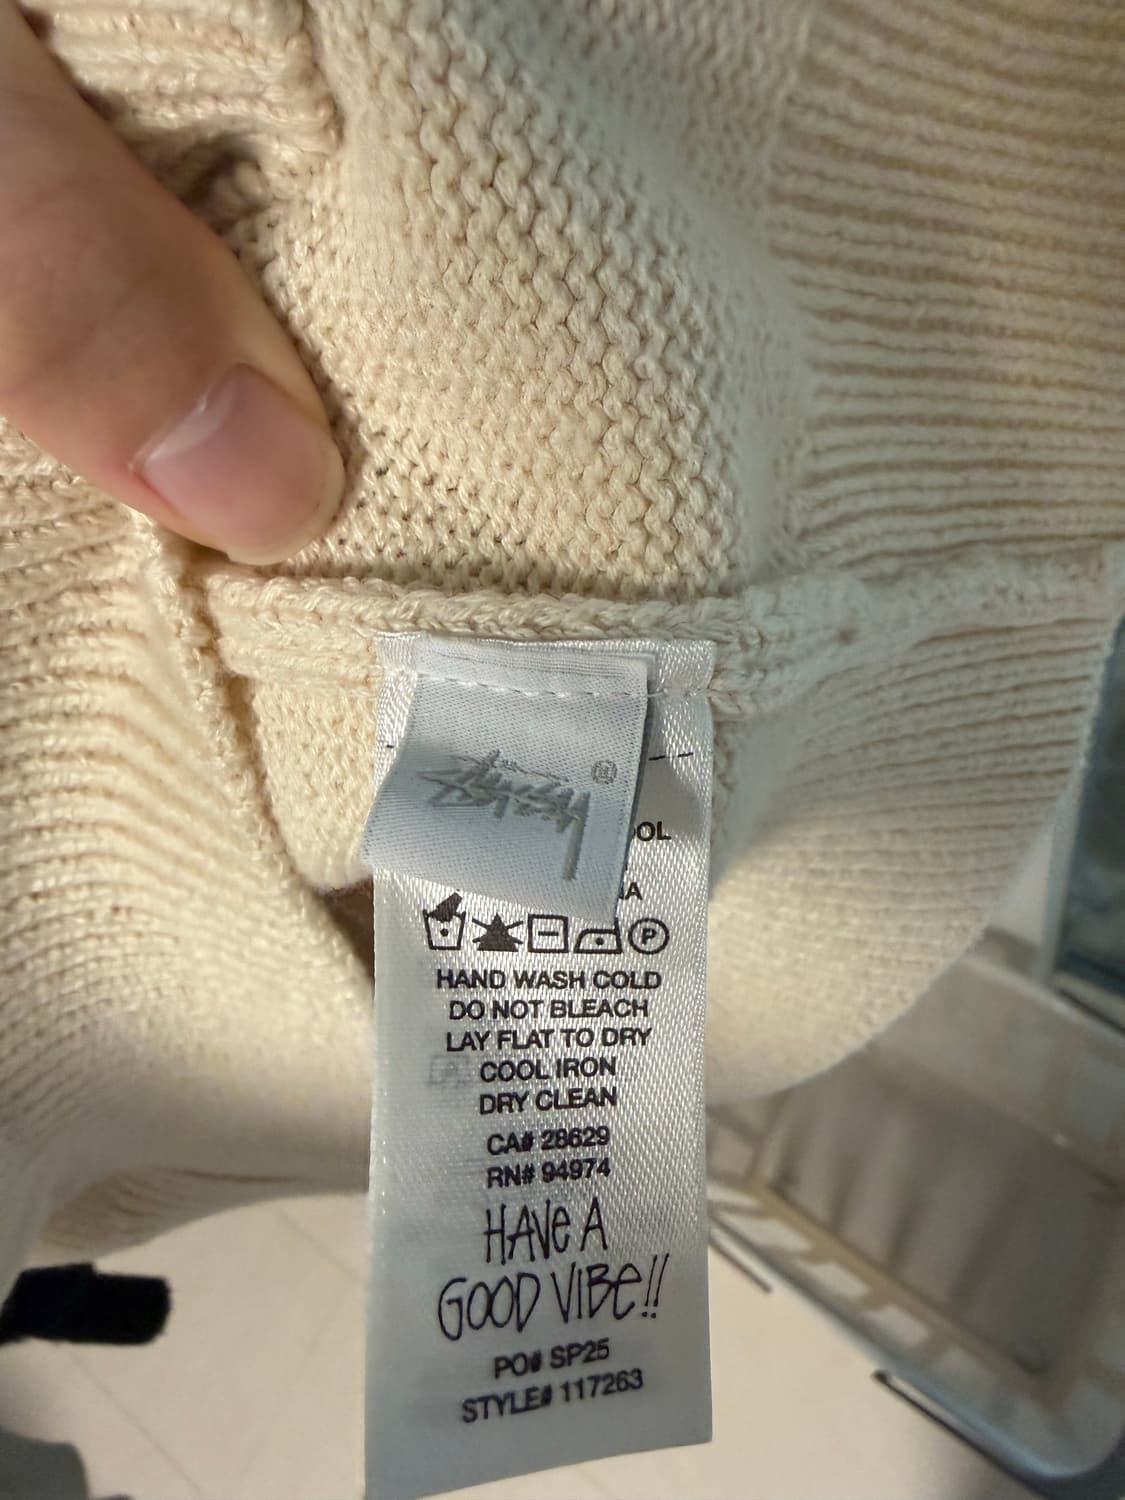 Stüssy ®
OL
A
P
HAND WASH COLD
DO NOT BLEACH
LAY FLAT TO DRY
COOL IRON
DRY CLEAN
CA# 28629
RN# 94974
HAVE A
GOOD VIBE!!
PO# SP25
STYLE# 117263